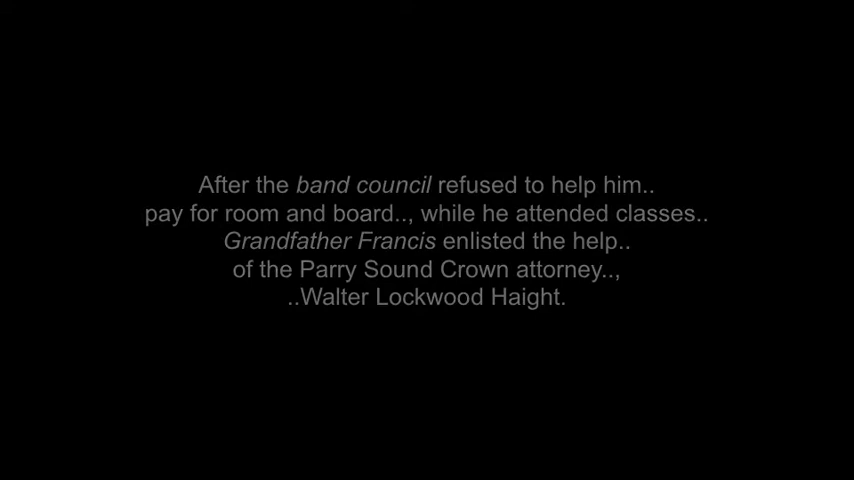 After the band council refused to help him..
pay for room and board.., while he attended classes..
Grandfather Francis enlisted the help..
of the Parry Sound Crown attorney..,
..Walter Lockwood Haight.